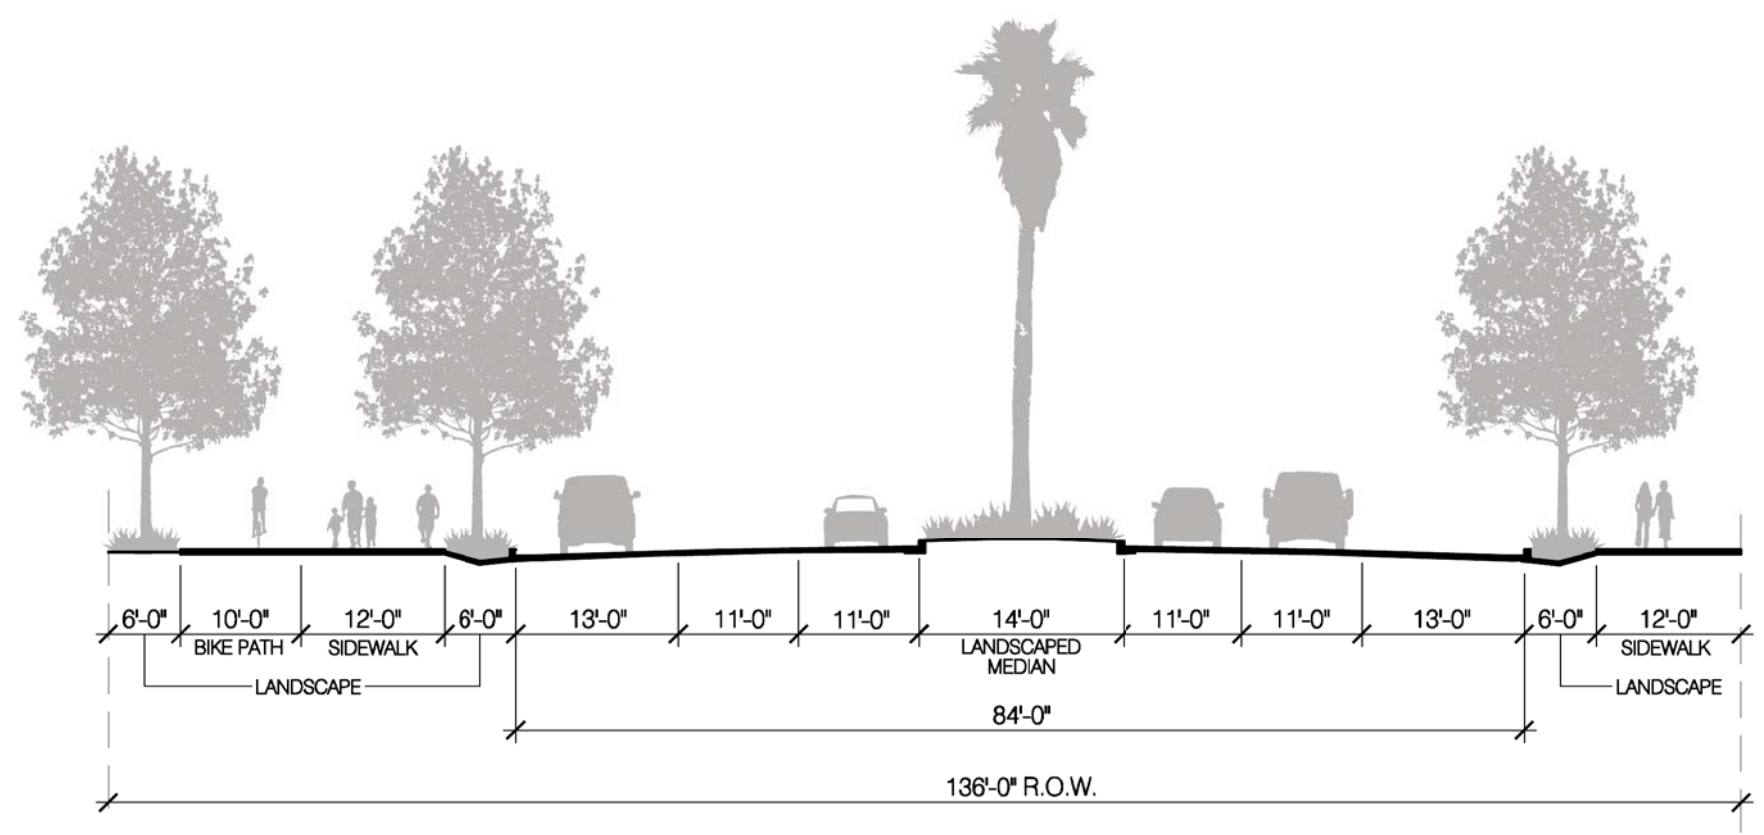 6'-0" 10'-0" 12'-0" 6'-0" 13'-0" 11'-0" 11'-0" 14'-0" 11'-0" 11'-0" 13'-0" 6'-0" 12'-0"
BIKE PATH SIDEWALK LANDSCAPED SIDEWALK
MEDIAN
LANDSCAPE LANDSCAPE
84'-0"
136'-0" R.O.W.